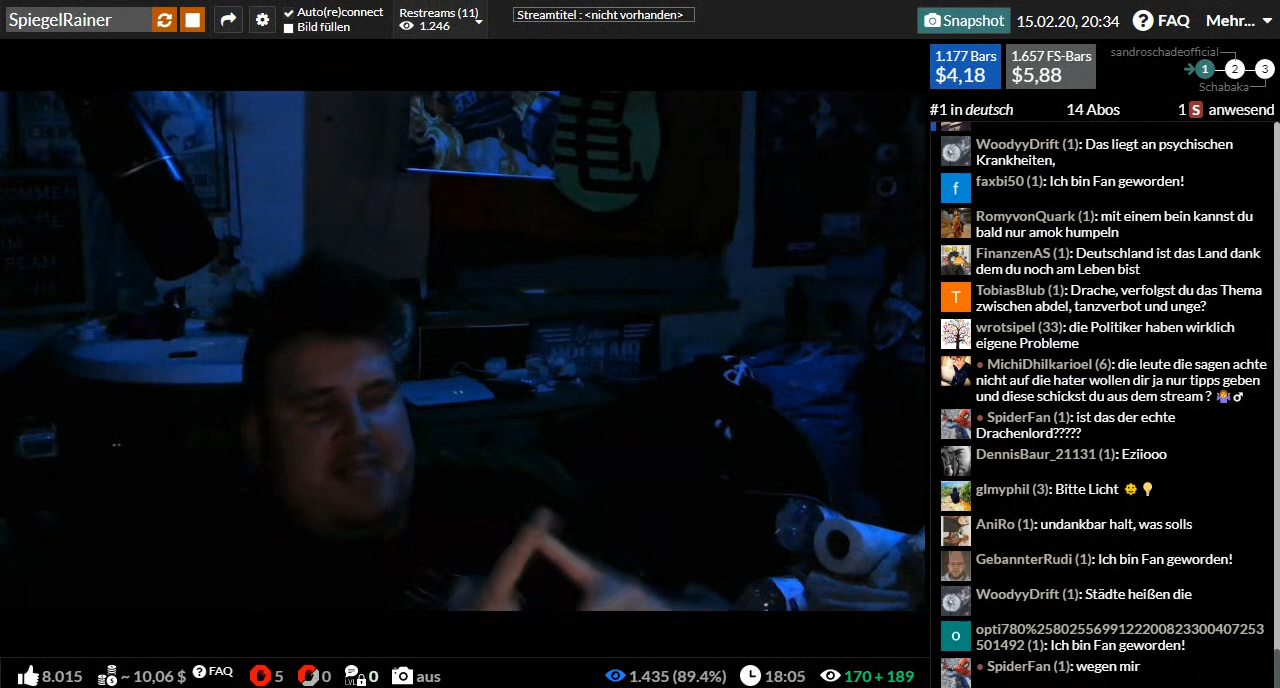 SpiegelRainer
Auto(re)connect
Bild füllen
Restreams (11)
1.246
Streamtitel : <nicht vorhanden>
Snapshot
15.02.20, 20:34
FAQ
Mehr...
1.177 Bars
$4,18
1.657 FS-Bars
$5,88
sandroschadeofficial
1 2 3
Schabaka
#1 in deutsch
14 Abos
1 S anwesend
WoodyyDrift (1): Das liegt an psychischen
Krankheiten,
f
faxbi50 (1): Ich bin Fan geworden!
RomyvonQuark (1): mit einem bein kannst du
bald nur amok humpeln
FinanzenAS (1): Deutschland ist das Land dank
dem du noch am Leben bist
T
TobiasBlub (1): Drache, verfolgst du das Thema
zwischen abdel, tanzverbot und unge?
wrotsipel (33): die Politiker haben wirklich
eigene Probleme
MichiDhilkarioel (6): die leute die sagen achte
nicht auf die hater wollen dir ja nur tipps geben
und diese schickst du aus dem stream ? 🤷♂
SpiderFan (1): ist das der echte
Drachenlord?????
DennisBaur_21131 (1): Eziiooo
glmyphil (3): Bitte Licht 🌞💡
AniRo (1): undankbar halt, was solls
GebannterRudi (1): Ich bin Fan geworden!
WoodyyDrift (1): Städte heißen die
o
opti780%2580255699122200823300407253
501492 (1): Ich bin Fan geworden!
SpiderFan (1): wegen mir
8.015
~ 10,06 $
FAQ
5
0
LVL
0
aus
1.435 (89.4%)
18:05
170 + 189